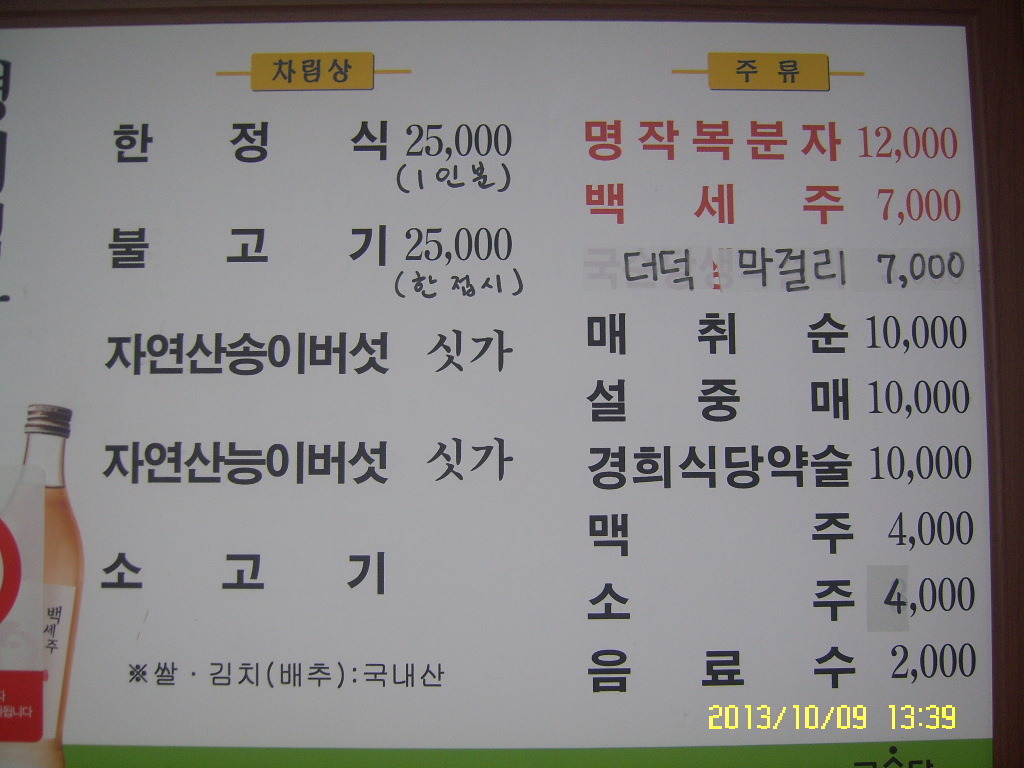 차림상
한정식 25,000
(1인분)
불고기 25,000
(한접시)
자연산송이버섯 싯가
자연산능이버섯 싯가
소고기
※쌀·김치(배추):국내산
주류
명작복분자 12,000
백세주 7,000
더덕 막걸리 7,000
매취순 10,000
설중매 10,000
경희식당약술 10,000
맥주 4,000
소주 4,000
음료수 2,000
백세주
2013/10/09 13:39